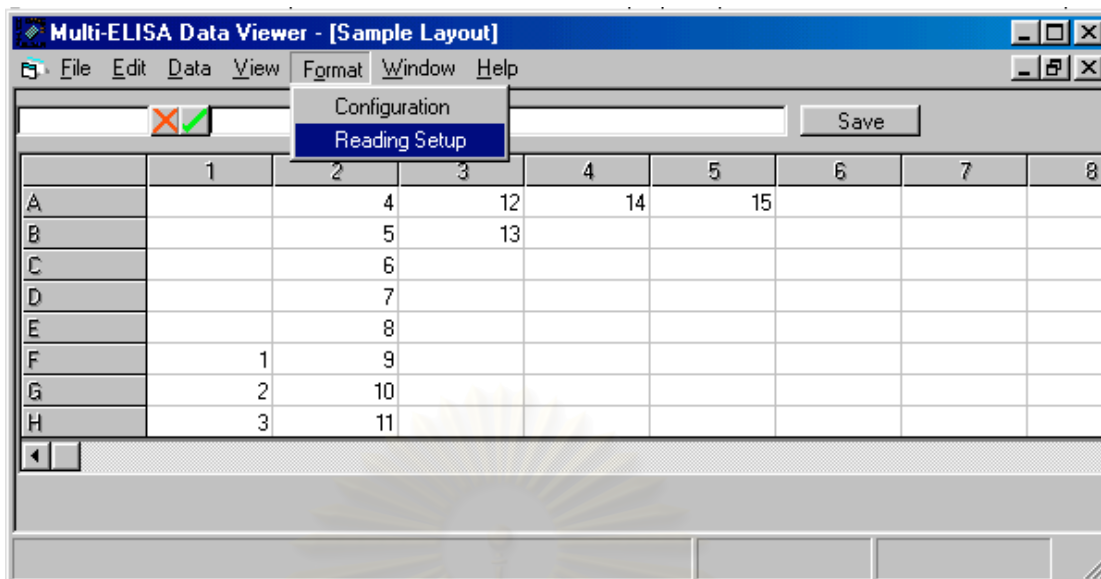 Multi-ELISA Data Viewer - [Sample Layout]
File Edit Data View Format Window Help
Configuration
Reading Setup
Save
1 2 3 4 5 6 7 8
A 4 12 14 15
B 5 13
C 6
D 7
E 8
F 1 9
G 2 10
H 3 11